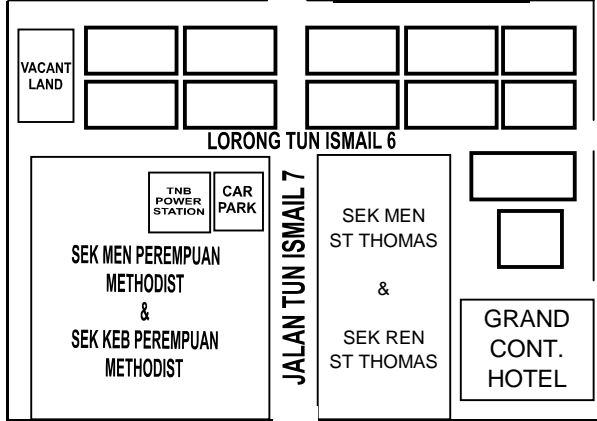 VACANT
LAND
LORONG TUN ISMAIL 6
TNB
POWER
STATION
CAR
PARK
SEK MEN PEREMPUAN
METHODIST
&
SEK KEB PEREMPUAN
METHODIST
JALAN TUN ISMAIL 7
SEK MEN
ST THOMAS
&
SEK REN
ST THOMAS
GRAND
CONT.
HOTEL